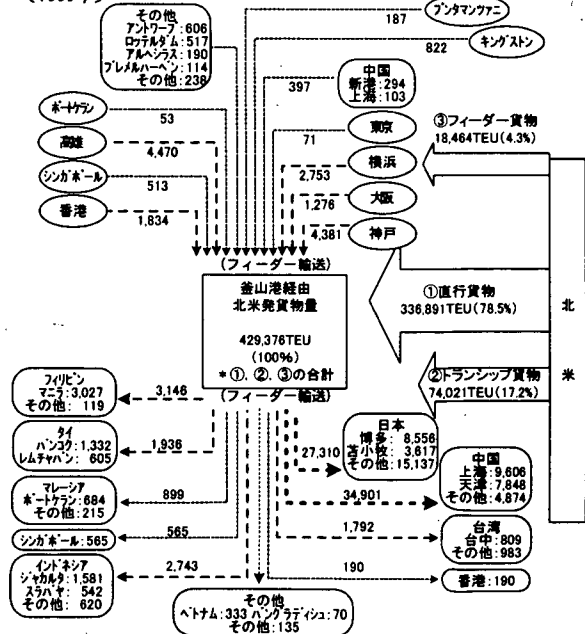 その他
アントワープ:606
ロッテルダム:517
アルヘシラス:190
ブレメルハーベン:114
その他:238
187
プンタマンツァニ
822
キングストン
397
中国
新港:294
上海:103
ポートケラン
53
71
東京
③フィーダー貨物
18,464TEU(4.3%)
高雄
4,470
2,753
横浜
シンガポール
513
1,276
大阪
香港
1,834
4,381
神戸
(フィーダー輸送)
釜山港経由
北米発貨物量
429,376TEU
(100%)
*①、②、③の合計
(フィーダー輸送)
①直行貨物
336,891TEU(78.5%)
北
米
②トランシップ貨物
74,021TEU(17.2%)
フィリピン
マニラ:3,027
その他: 119
3,146
タイ
バンコク:1,332
レムチャバン: 605
1,936
27,310
日本
博多: 8,556
苫小牧: 3,617
その他:15,137
マレーシア
ポートケラン:684
その他:215
899
34,901
中国
上海:9,606
天津:7,848
その他:4,874
シンガポール:565
565
1,792
台湾
台中:809
その他:983
インドネシア
ジャカルタ:1,581
スラバヤ: 542
その他: 620
2,743
190
香港:190
その他
ベトナム:333 バングラディシュ:70
その他:135